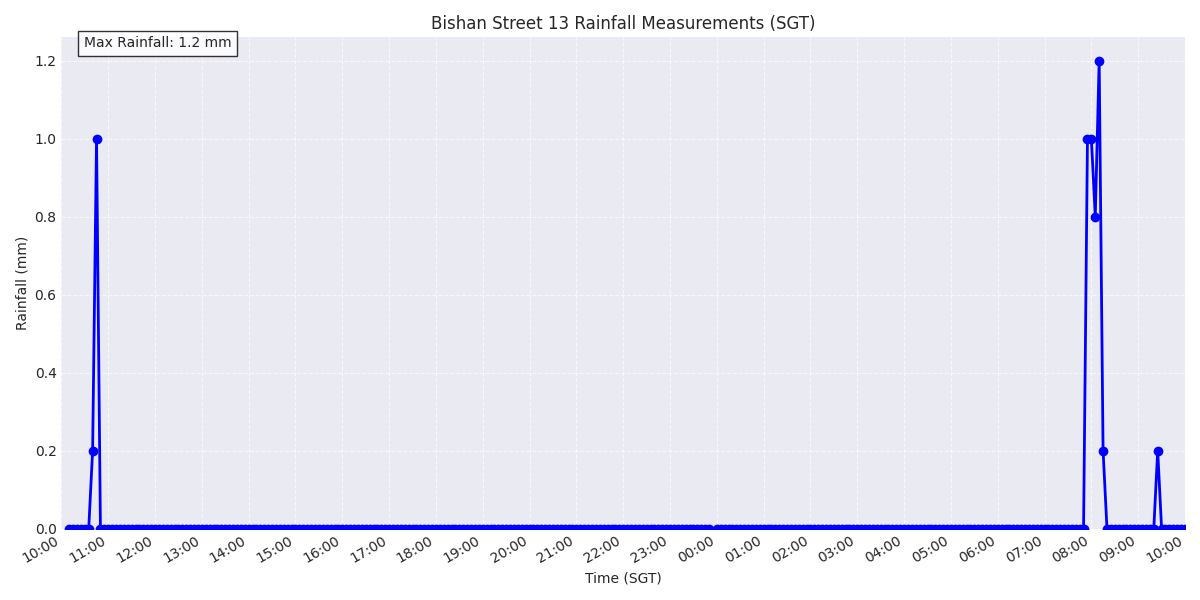 Bishan Street 13 Rainfall Measurements (SGT)
Max Rainfall: 1.2 mm
1.2
1.0
0.8
0.6
0.4
0.2
0.0
Rainfall (mm)
10:00 11:00 12:00 13:00 14:00 15:00 16:00 17:00 18:00 19:00 20:00 21:00 22:00 23:00 00:00 01:00 02:00 03:00 04:00 05:00 06:00 07:00 08:00 09:00 10:00
Time (SGT)